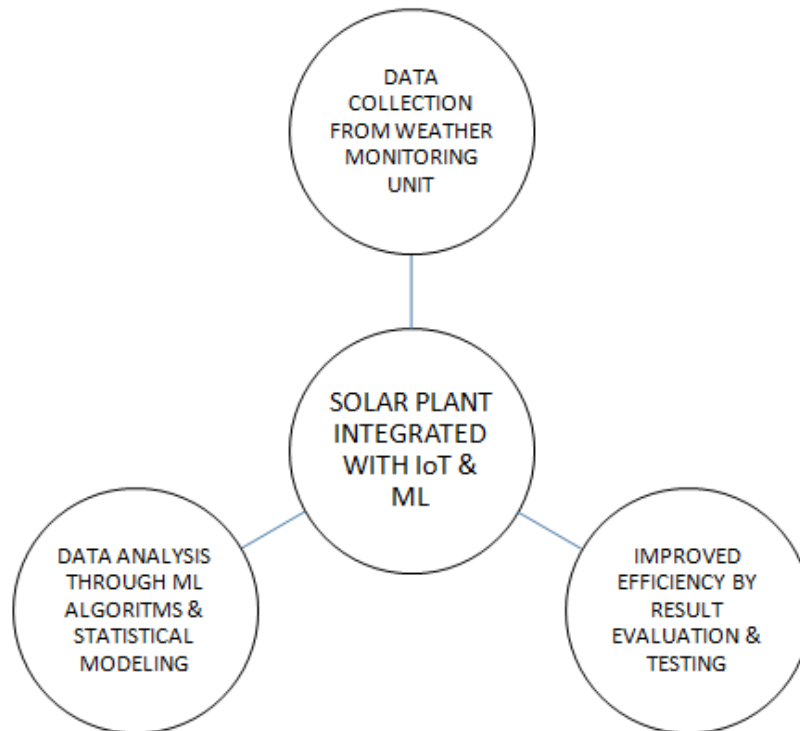 DATA
COLLECTION
FROM WEATHER
MONITORING
UNIT
SOLAR PLANT
INTEGRATED
WITH IoT &
ML
DATA ANALYSIS
THROUGH ML
ALGORITMS &
STATISTICAL
MODELING
IMPROVED
EFFICIENCY BY
RESULT
EVALUATION &
TESTING